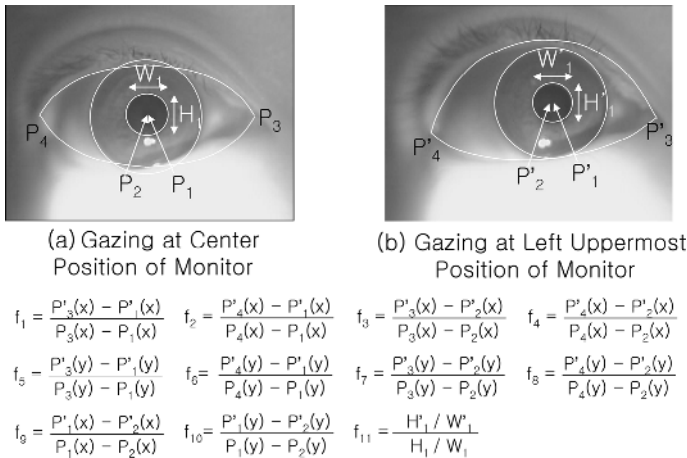 W₁
H₁
P₄
P₃
P₂
P₁
W'₁
H'₁
P'₄
P'₃
P'₂
P'₁
(a) Gazing at Center
Position of Monitor
(b) Gazing at Left Uppermost
Position of Monitor
f₁ = P'₃(x) − P'₁(x) / P₃(x) − P₁(x)
f₂ = P'₄(x) − P'₁(x) / P₄(x) − P₁(x)
f₃ = P'₃(x) − P'₂(x) / P₃(x) − P₂(x)
f₄ = P'₄(x) − P'₂(x) / P₄(x) − P₂(x)
f₅ = P'₃(y) − P'₁(y) / P₃(y) − P₁(y)
f₆ = P'₄(y) − P'₁(y) / P₄(y) − P₁(y)
f₇ = P'₃(y) − P'₂(y) / P₃(y) − P₂(y)
f₈ = P'₄(y) − P'₂(y) / P₄(y) − P₂(y)
f₉ = P'₁(x) − P'₂(x) / P₁(x) − P₂(x)
f₁₀ = P'₁(y) − P'₂(y) / P₁(y) − P₂(y)
f₁₁ = H'₁ / W'₁ / H₁ / W₁